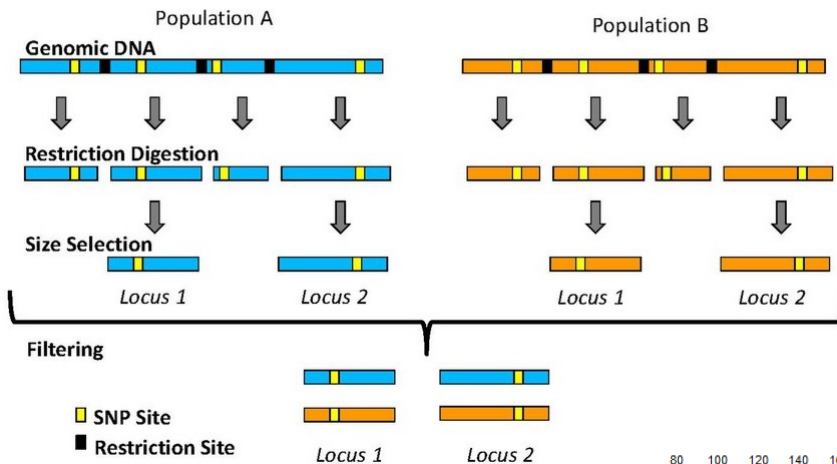 Population A
Population B
Genomic DNA
Restriction Digestion
Size Selection
Locus 1
Locus 2
Locus 1
Locus 2
Filtering
SNP Site
Restriction Site
Locus 1
Locus 2
80 100 120 140